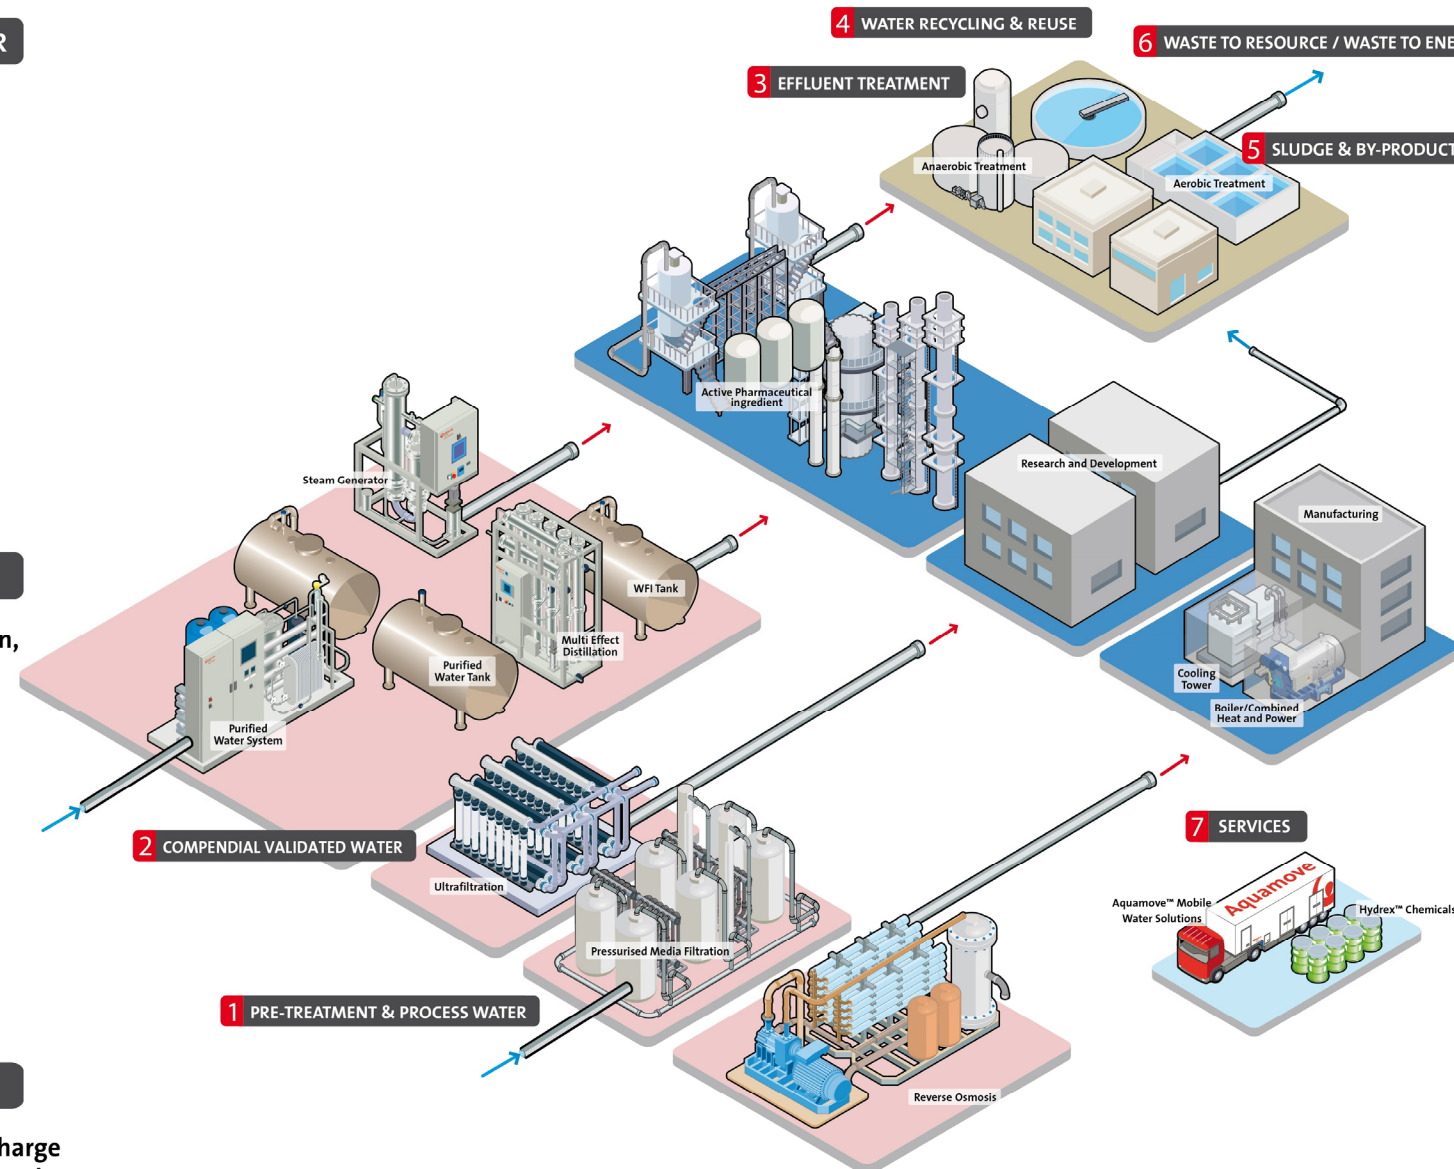 R
4 WATER RECYCLING & REUSE
6 WASTE TO RESOURCE / WASTE TO ENE
3 EFFLUENT TREATMENT
5 SLUDGE & BY-PRODUCT
Anaerobic Treatment
Aerobic Treatment
Active Pharmaceutical
ingredient
Research and Development
Steam Generator
Manufacturing
WFI Tank
n,
Multi Effect
Distillation
Purified
Water Tank
Cooling
Tower
Boiler/Combined
Heat and Power
Purified
Water System
2 COMPENDIAL VALIDATED WATER
7 SERVICES
Ultrafiltration
Aquamove
Aquamove™ Mobile
Water Solutions
Hydrex™ Chemicals
Pressurised Media Filtration
1 PRE-TREATMENT & PROCESS WATER
Reverse Osmosis
harge